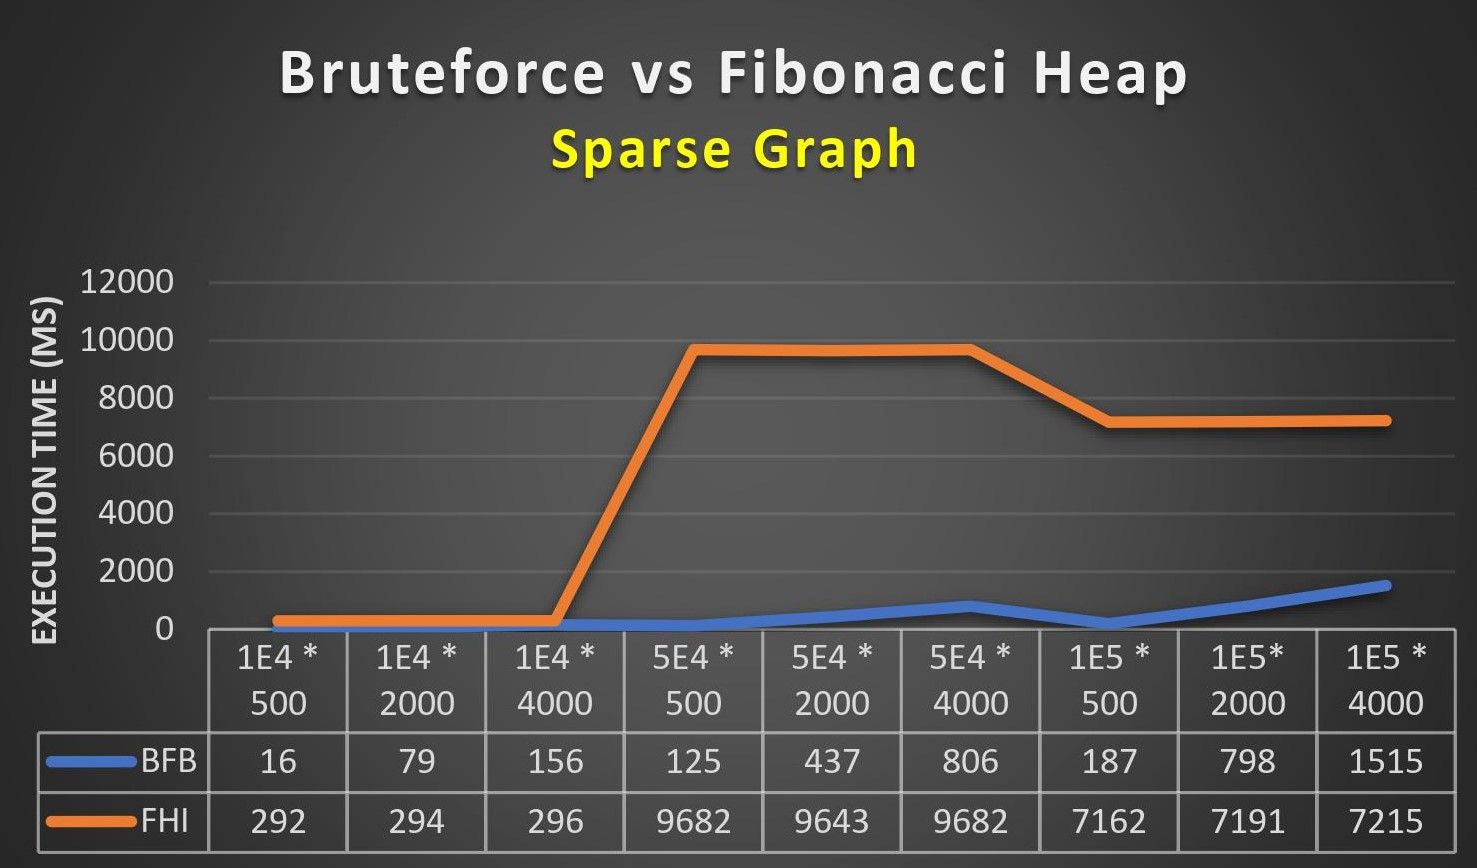 Bruteforce vs Fibonacci Heap
Sparse Graph
EXECUTION TIME (MS)
12000
10000
8000
6000
4000
2000
0
1E4 * 500 1E4 * 2000 1E4 * 4000 5E4 * 500 5E4 * 2000 5E4 * 4000 1E5 * 500 1E5* 2000 1E5 * 4000
BFB 16 79 156 125 437 806 187 798 1515
FHI 292 294 296 9682 9643 9682 7162 7191 7215